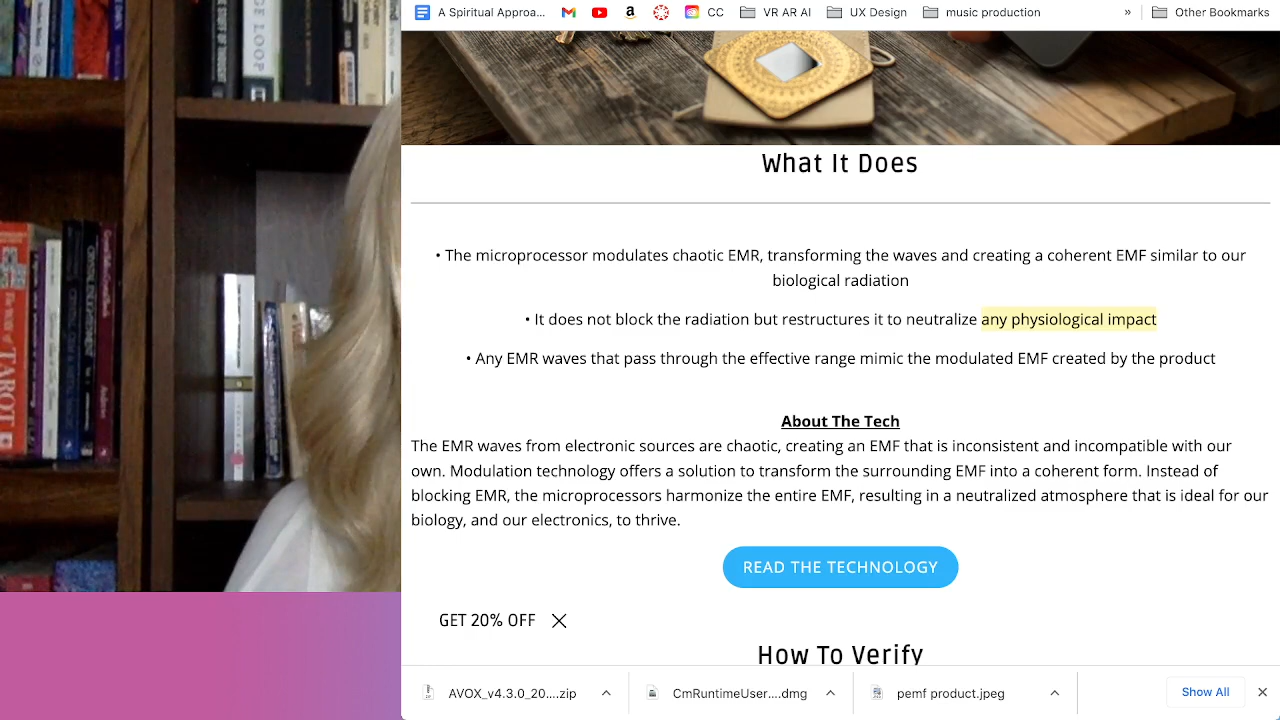 A Spiritual Approa...
CC
VR AR AI
UX Design
music production
»
Other Bookmarks
What It Does
• The microprocessor modulates chaotic EMR, transforming the waves and creating a coherent EMF similar to our
biological radiation
• It does not block the radiation but restructures it to neutralize any physiological impact
• Any EMR waves that pass through the effective range mimic the modulated EMF created by the product
About The Tech
The EMR waves from electronic sources are chaotic, creating an EMF that is inconsistent and incompatible with our
own. Modulation technology offers a solution to transform the surrounding EMF into a coherent form. Instead of
blocking EMR, the microprocessors harmonize the entire EMF, resulting in a neutralized atmosphere that is ideal for our
biology, and our electronics, to thrive.
READ THE TECHNOLOGY
GET 20% OFF
How To Verify
AVOX_v4.3.0_20....zip
CmRuntimeUser....dmg
pemf product.jpeg
Show All
TAROT